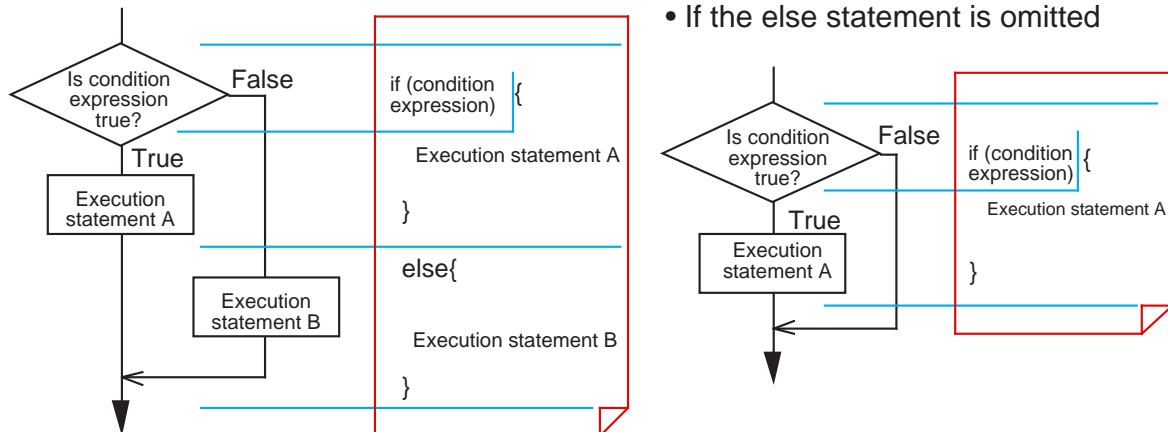 Is condition
expression
true?
False
True
Execution
statement A
Execution
statement B
if (condition
expression)
{
Execution statement A
}
else{
Execution statement B
}
• If the else statement is omitted
Is condition
expression
true?
False
True
Execution
statement A
if (condition
expression)
{
Execution statement A
}